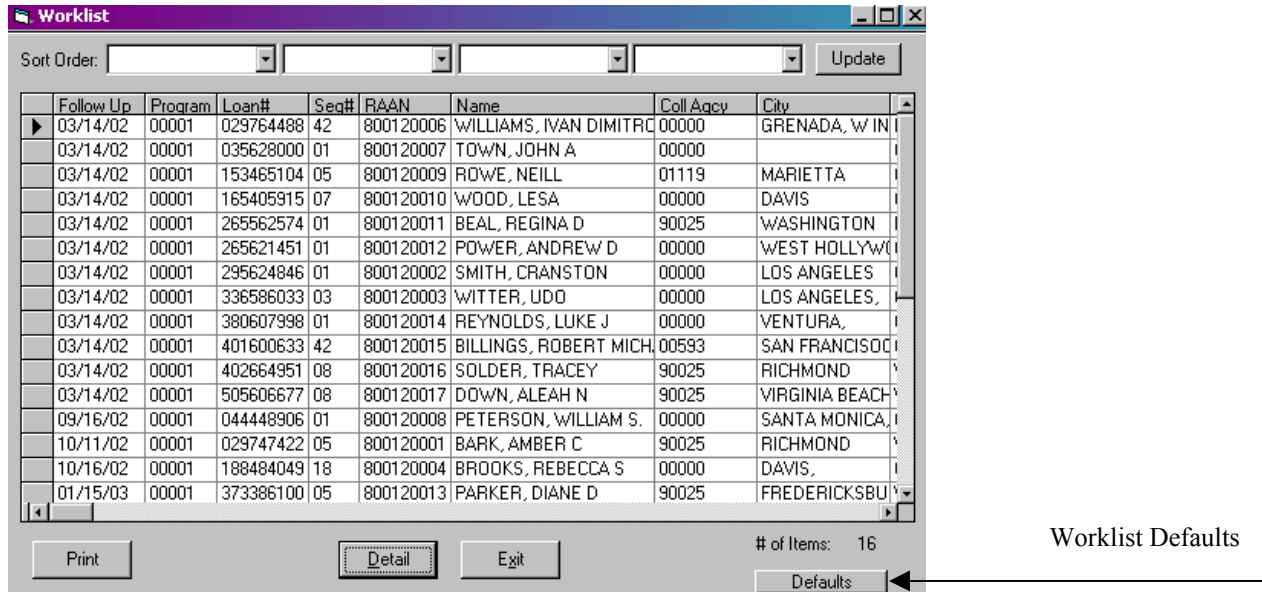 Worklist
Sort Order: Update
Follow Up Program Loan# Seq# RAAN Name Coll Agcy City
03/14/02 00001 029764488 42 800120006 WILLIAMS, IVAN DIMITRO 00000 GRENADA, W IN
03/14/02 00001 035628000 01 800120007 TOWN, JOHN A 00000
03/14/02 00001 153465104 05 800120009 ROWE, NEILL 01119 MARIETTA
03/14/02 00001 165405915 07 800120010 WOOD, LESA 00000 DAVIS
03/14/02 00001 265562574 01 800120011 BEAL, REGINA D 90025 WASHINGTON
03/14/02 00001 265621451 01 800120012 POWER, ANDREW D 00000 WEST HOLLYW
03/14/02 00001 295624846 01 800120002 SMITH, CRANSTON 00000 LOS ANGELES
03/14/02 00001 336586033 03 800120003 WITTER, UDO 00000 LOS ANGELES,
03/14/02 00001 380607998 01 800120014 REYNOLDS, LUKE J 00000 VENTURA,
03/14/02 00001 401600633 42 800120015 BILLINGS, ROBERT MICH 00593 SAN FRANCISOC
03/14/02 00001 402664951 08 800120016 SOLDER, TRACEY 90025 RICHMOND
03/14/02 00001 505606677 08 800120017 DOWN, ALEAH N 90025 VIRGINIA BEACH
09/16/02 00001 044448906 01 800120008 PETERSON, WILLIAM S. 00000 SANTA MONICA,
10/11/02 00001 029747422 05 800120001 BARK, AMBER C 90025 RICHMOND
10/16/02 00001 188484049 18 800120004 BROOKS, REBECCA S 00000 DAVIS,
01/15/03 00001 373386100 05 800120013 PARKER, DIANE D 90025 FREDERICKSBU
# of Items: 16
Print Detail Exit
Defaults
Worklist Defaults